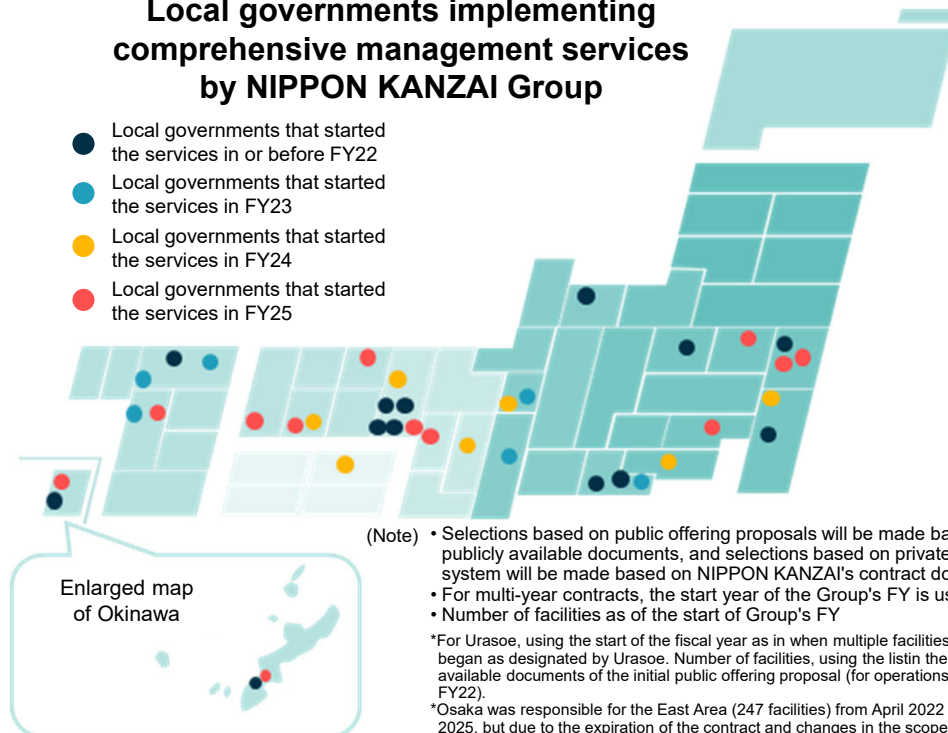 Local governments implementing
comprehensive management services
by NIPPON KANZAI Group
Local governments that started
the services in or before FY22
Local governments that started
the services in FY23
Local governments that started
the services in FY24
Local governments that started
the services in FY25
Enlarged map
of Okinawa
(Note) • Selections based on public offering proposals will be made
publicly available documents, and selections based on private
system will be made based on NIPPON KANZAI's contract
• For multi-year contracts, the start year of the Group's FY is
• Number of facilities as of the start of Group's FY
*For Urasoe, using the start of the fiscal year as in when multiple facilities
began as designated by Urasoe. Number of facilities, using the listin the
available documents of the initial public offering proposal (for operations
FY22).
*Osaka was responsible for the East Area (247 facilities) from April 2022
2025, but due to the expiration of the contract and changes in the scope